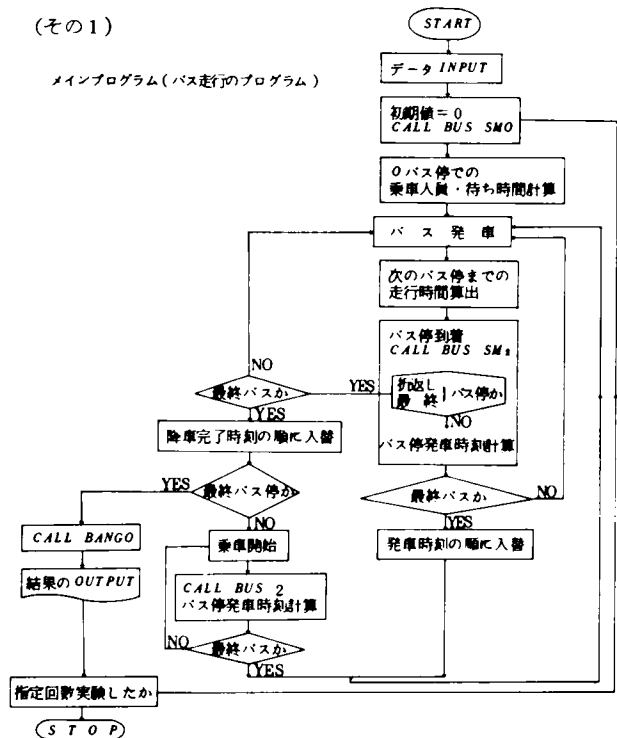 (その1)
START
メインプログラム(バス走行のプログラム)
データ INPUT
初期値=0
CALL BUS SMO
Oバス停での
乗車人員・待ち時間計算
バス発車
次のバス停までの
走行時間算出
バス停到着
CALL BUS SM₂
NO
最終バスか
YES
折返し
最終
バス停か
YES
NO
降車完了時刻の順に入替
バス停発車時刻計算
YES
最終バス停か
最終バスか
NO
NO
YES
CALL BANGO
乗車開始
発車時刻の順に入替
結果の OUTPUT
CALL BUS 2
バス停発車時刻計算
NO
最終バスか
YES
指定回数実験したか
STOP